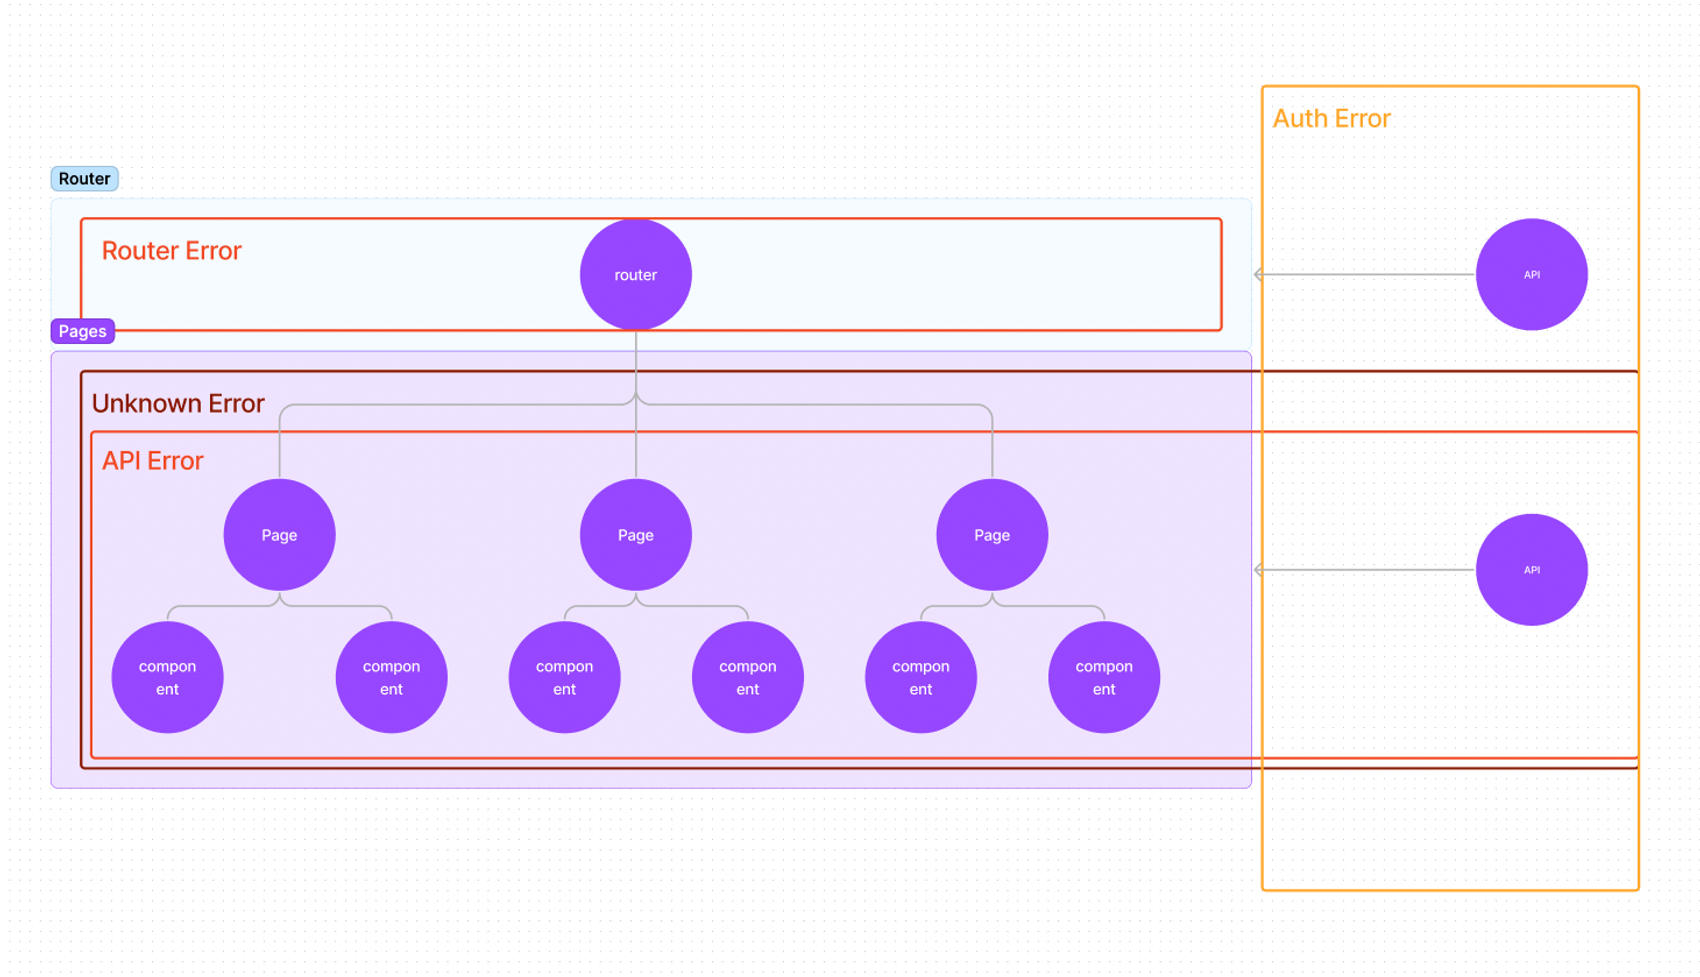 Auth Error
Router
Router Error
router
API
Pages
Unknown Error
API Error
Page
Page
Page
API
compon
ent
compon
ent
compon
ent
compon
ent
compon
ent
compon
ent